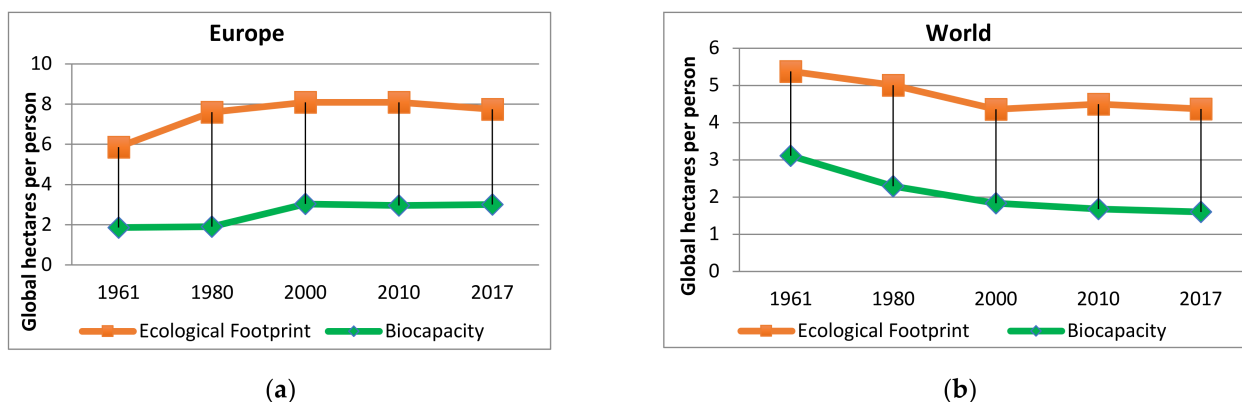 Europe
Global hectares per person
10
8
6
4
2
0
1961 1980 2000 2010 2017
Ecological Footprint Biocapacity
(a)
World
Global hectares per person
6
5
4
3
2
1
0
1961 1980 2000 2010 2017
Ecological Footprint Biocapacity
(b)